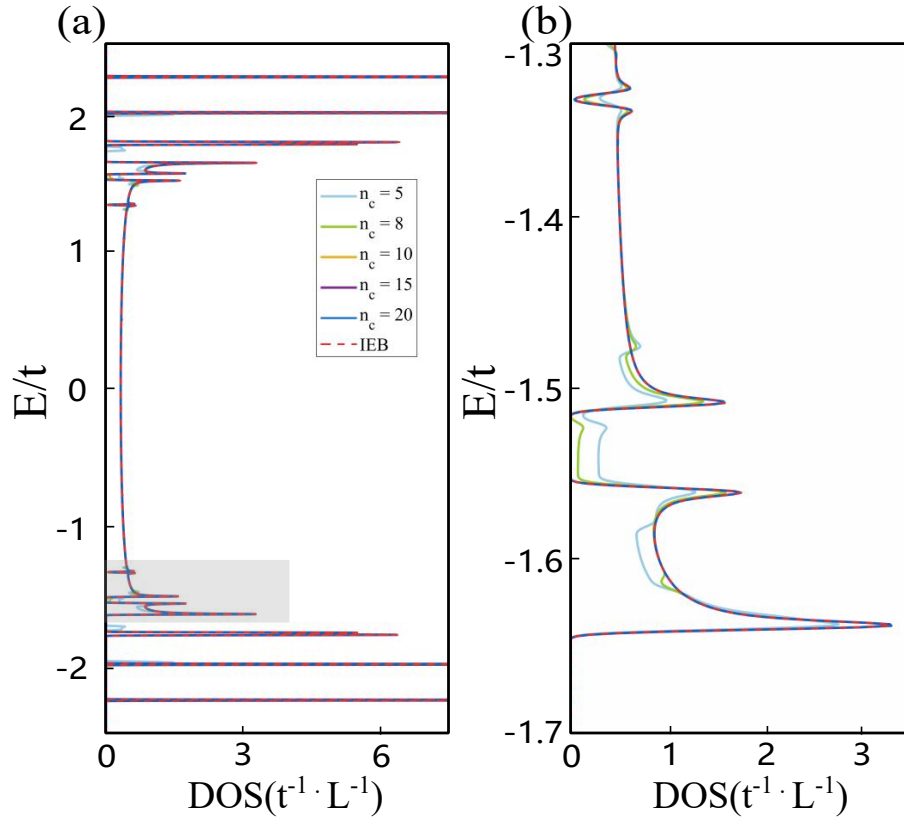 (a)
E/t
2
1
0
-1
-2
0 3 6
DOS(t⁻¹ · L⁻¹)
n_c = 5
n_c = 8
n_c = 10
n_c = 15
n_c = 20
IEB
(b)
E/t
-1.3
-1.4
-1.5
-1.6
-1.7
0 1 2 3
DOS(t⁻¹ · L⁻¹)